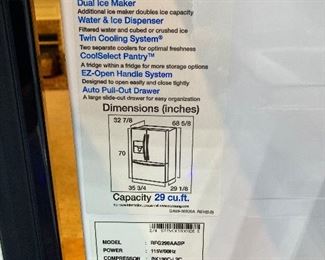 Dual Ice Maker
Additional ice maker doubles ice capacity
Water & Ice Dispenser
Filtered water and cubed or crushed ice
Twin Cooling System®
Two separate coolers for optimal freshness
CoolSelect Pantry™
A fridge within a fridge for more storage options
EZ-Open Handle System
Designed to open easily and close tightly
Auto Pull-Out Drawer
A large slide-out drawer for easy organization
Dimensions (inches)
32 7/8
68 5/8
70
35 3/4
29 1/8
Capacity 29 cu.ft.
MODEL : RFG298AASP
POWER : 115V/60Hz
COMPRESSOR :